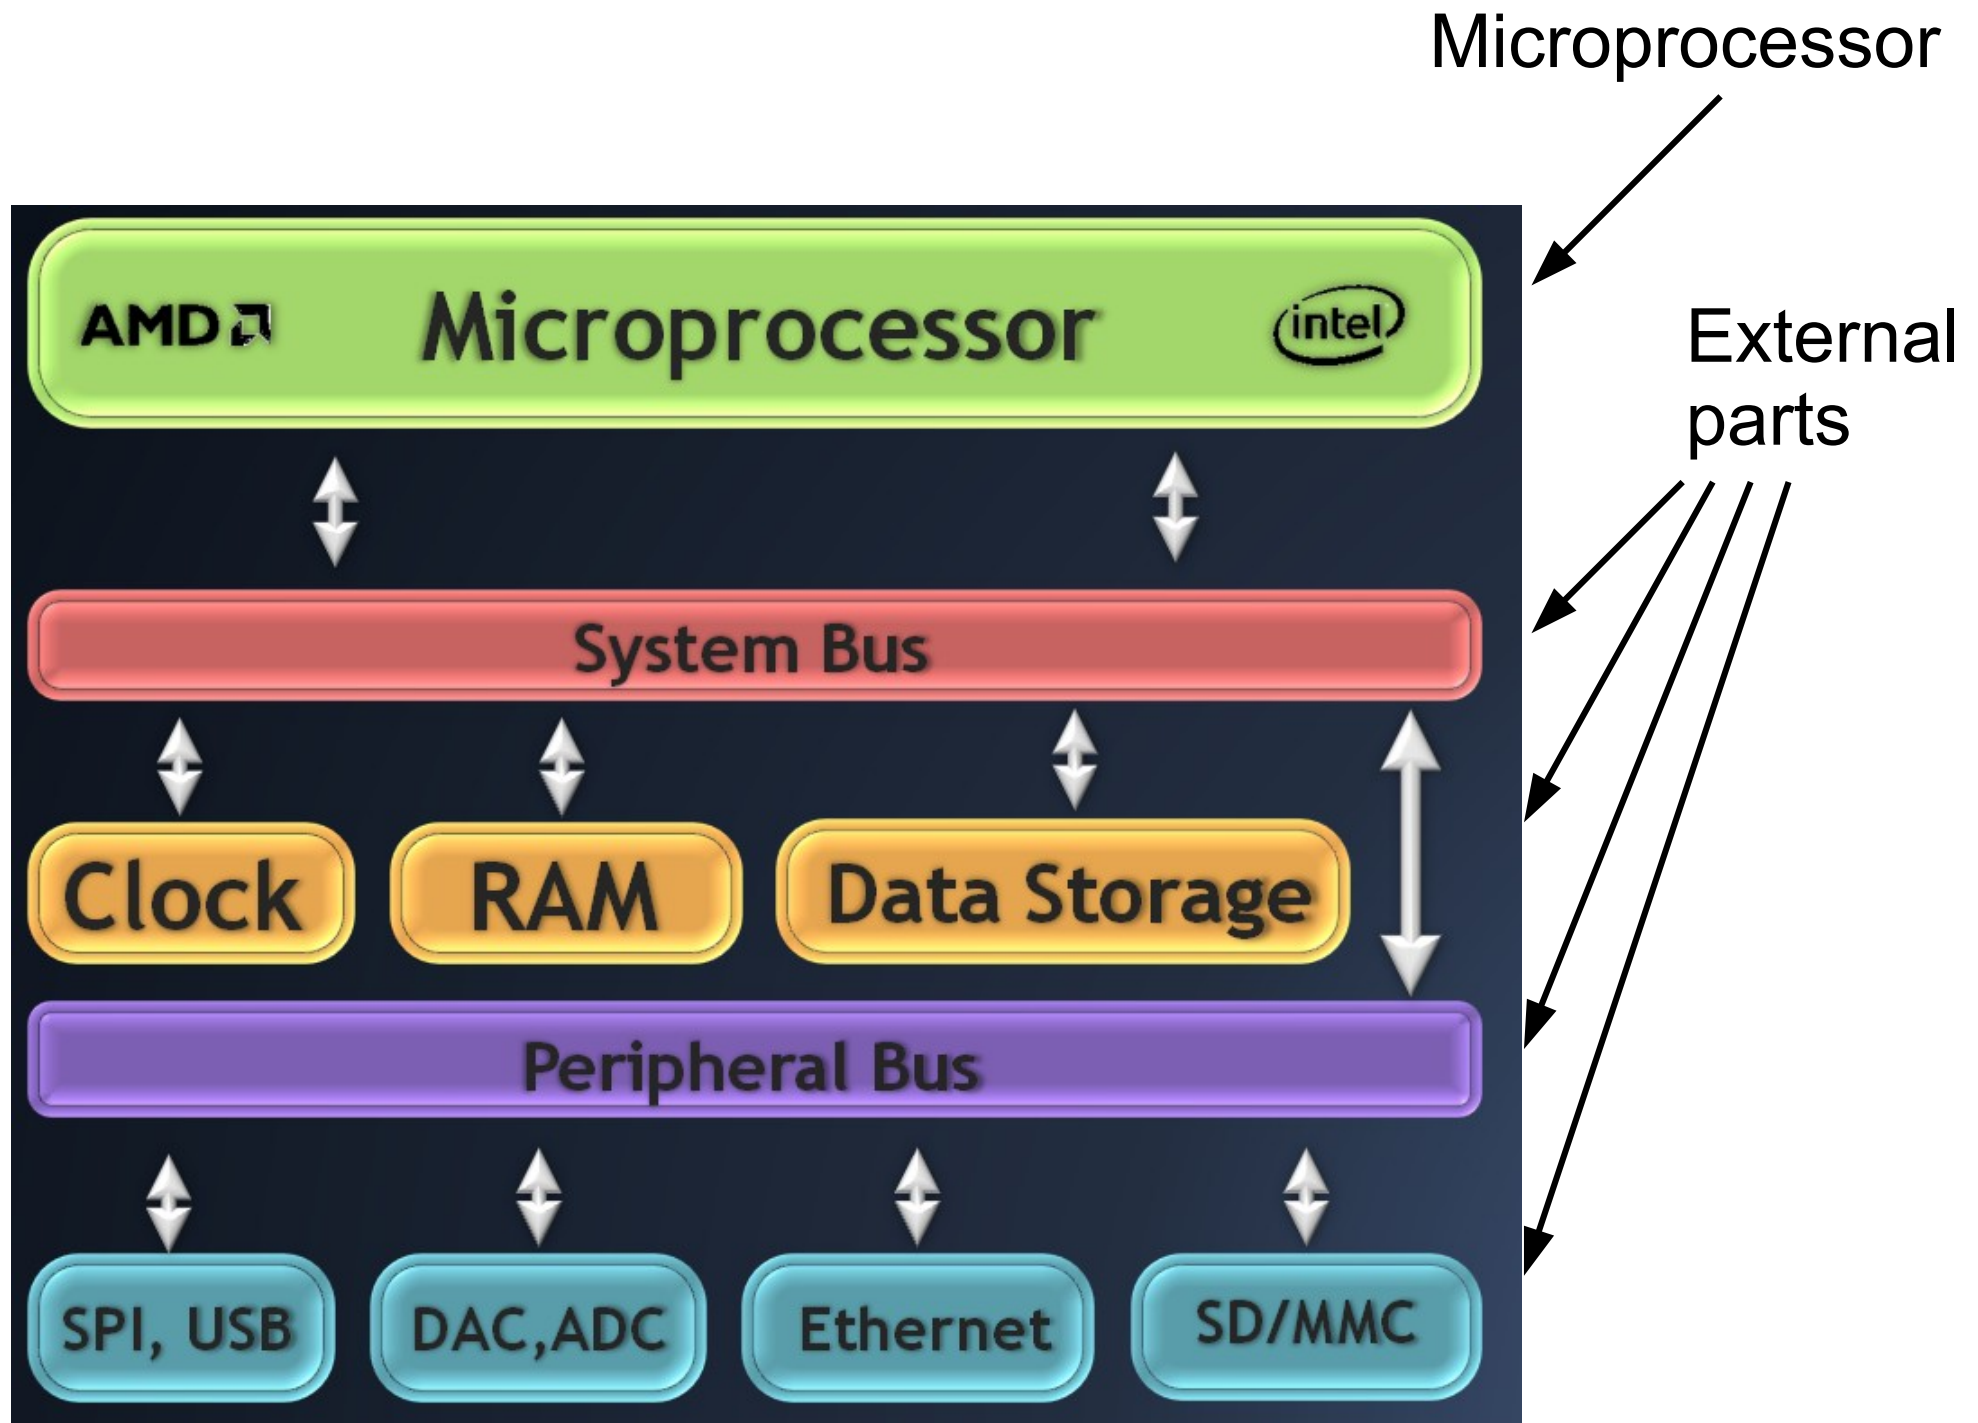 Microprocessor
AMD Microprocessor intel
External
parts
System Bus
Clock RAM Data Storage
Peripheral Bus
SPI, USB DAC,ADC Ethernet SD/MMC